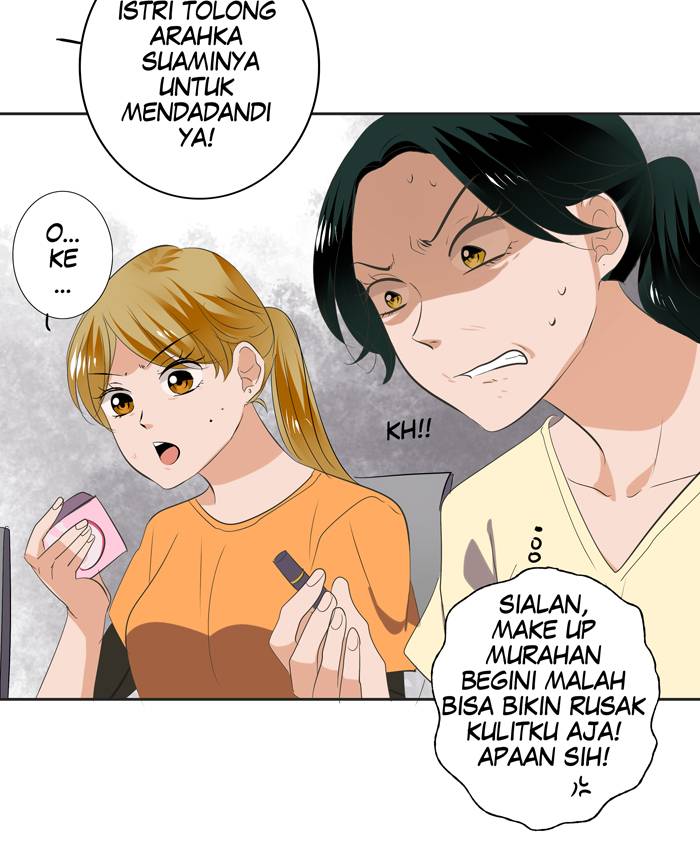 ISTRI TOLONG
ARAHKA
SUAMINYA
UNTUK
MENDADANDI
YA!
O...
KE
...
KH!!
SIALAN,
MAKE UP
MURAHAN
BEGINI MALAH
BISA BIKIN RUSAK
KULITKU AJA!
APAAN SIH!